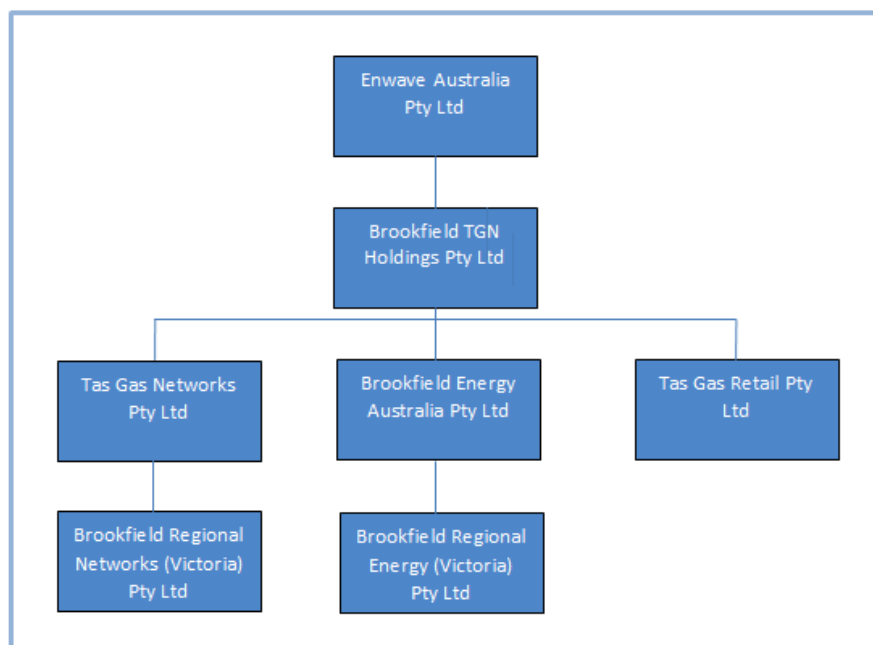 Enwave Australia
Pty Ltd
Brookfield TGN
Holdings Pty Ltd
Tas Gas Networks
Pty Ltd
Brookfield Energy
Australia Pty Ltd
Tas Gas Retail Pty
Ltd
Brookfield Regional
Networks (Victoria)
Pty Ltd
Brookfield Regional
Energy (Victoria)
Pty Ltd